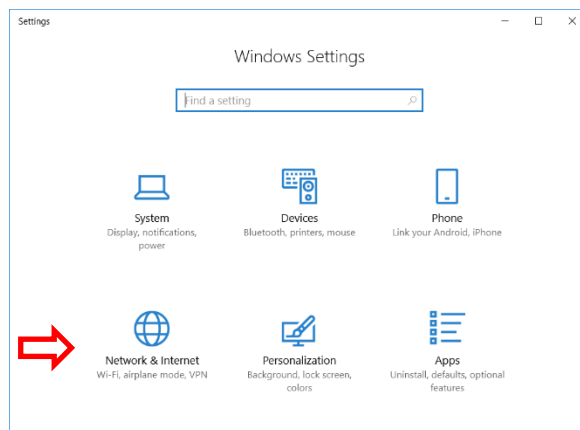 Settings
Windows Settings
Find a setting
System
Display, notifications,
power
Devices
Bluetooth, printers, mouse
Phone
Link your Android, iPhone
Network & Internet
Wi-Fi, airplane mode, VPN
Personalization
Background, lock screen,
colors
Apps
Uninstall, defaults, optional
features